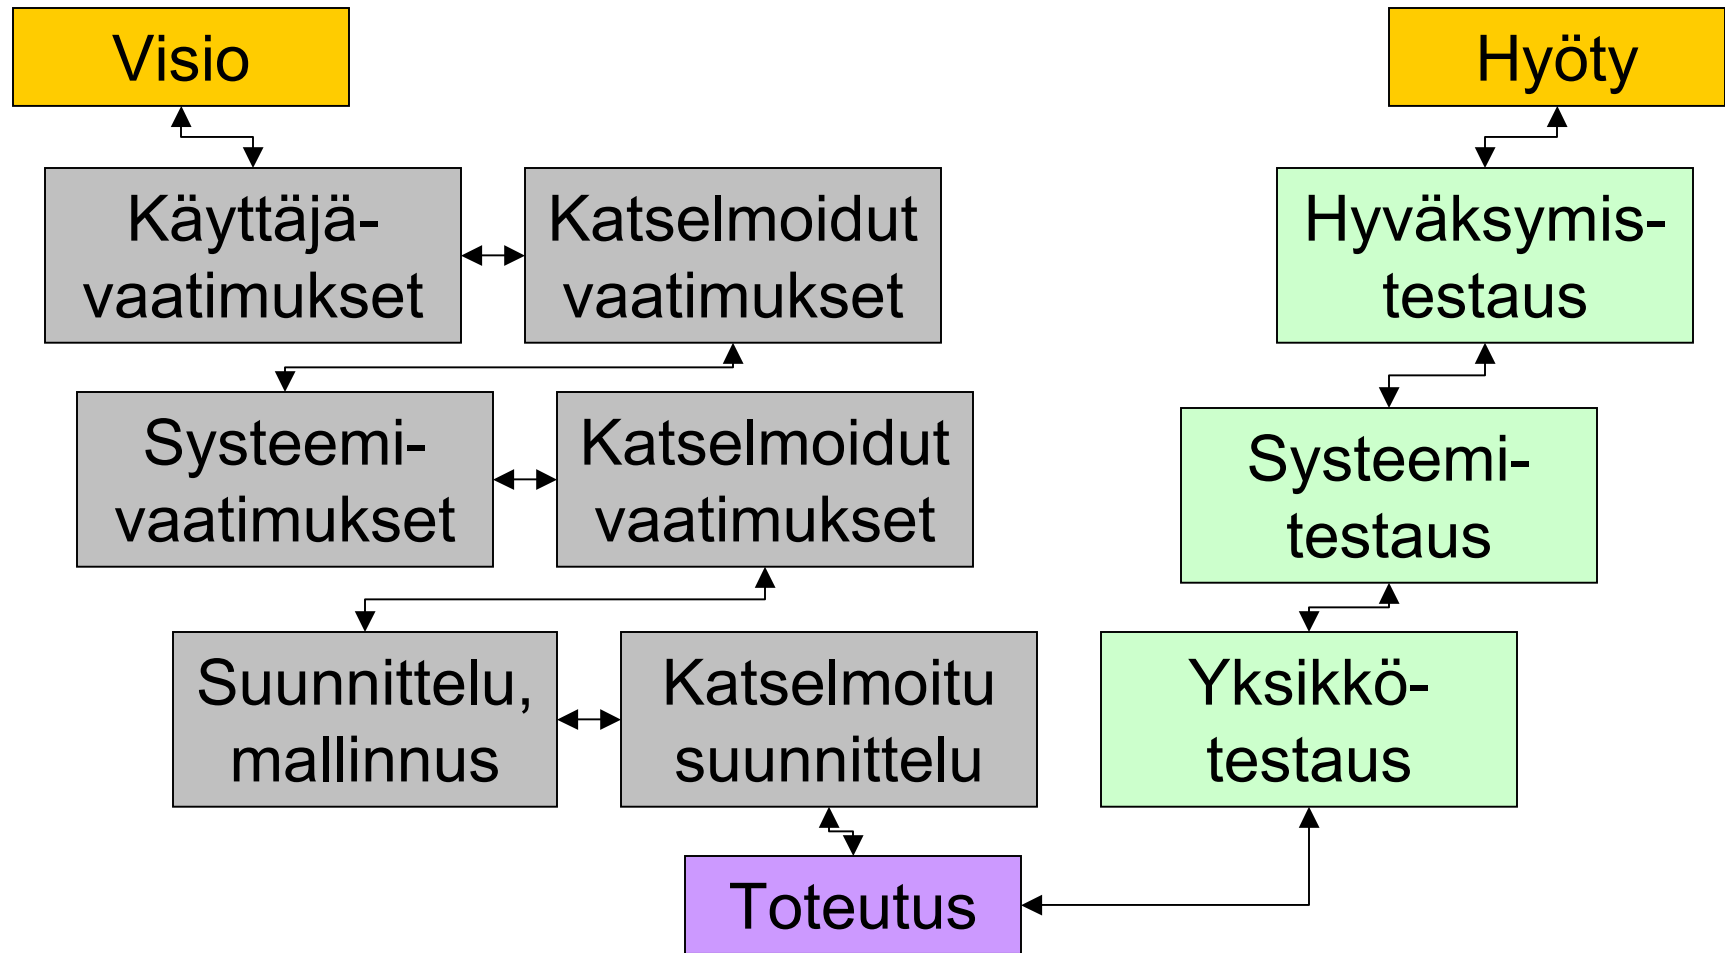 Visio
Hyöty
Käyttäjä-
vaatimukset
Katselmoidut
vaatimukset
Hyväksymis-
testaus
Systeemi-
vaatimukset
Katselmoidut
vaatimukset
Systeemi-
testaus
Suunnittelu,
mallinnus
Katselmoitu
suunnittelu
Yksikkö-
testaus
Toteutus